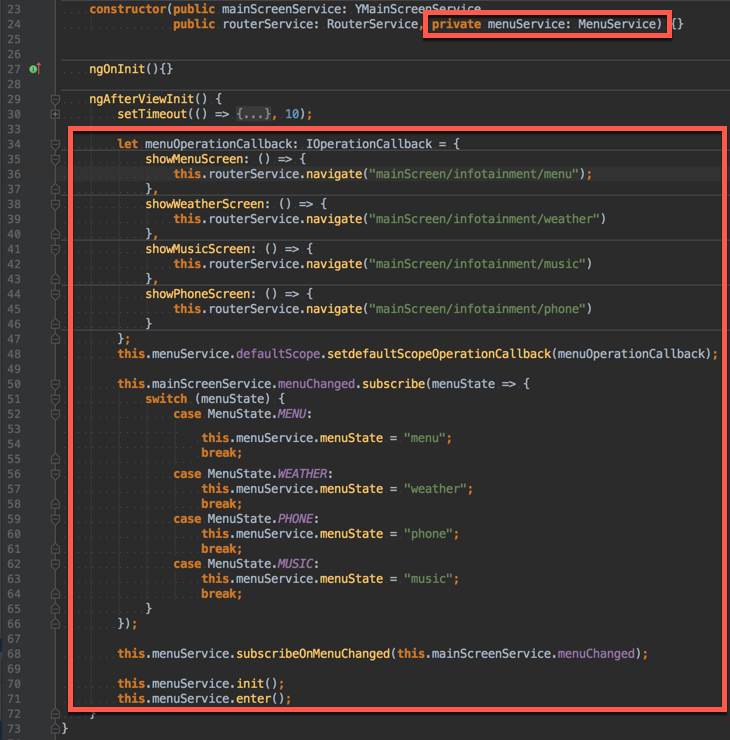 23 constructor(public mainScreenService: YMainScreenService,
24 public routerService: RouterService, private menuService: MenuService) {}
25
26
27 ngOnInit(){}
28
29 ngAfterViewInit() {
30 setTimeout(() => {...}, 10);
33
34 let menuOperationCallback: IOperationCallback = {
35 showMenuScreen: () => {
36 this.routerService.navigate("mainScreen/infotainment/menu");
37 },
38 showWeatherScreen: () => {
39 this.routerService.navigate("mainScreen/infotainment/weather")
40 },
41 showMusicScreen: () => {
42 this.routerService.navigate("mainScreen/infotainment/music")
43 },
44 showPhoneScreen: () => {
45 this.routerService.navigate("mainScreen/infotainment/phone")
46 }
47 };
48 this.menuService.defaultScope.setdefaultScopeOperationCallback(menuOperationCallback);
49
50 this.mainScreenService.menuChanged.subscribe(menuState => {
51 switch (menuState) {
52 case MenuState.MENU:
53
54 this.menuService.menuState = "menu";
55 break;
56 case MenuState.WEATHER:
57 this.menuService.menuState = "weather";
58 break;
59 case MenuState.PHONE:
60 this.menuService.menuState = "phone";
61 break;
62 case MenuState.MUSIC:
63 this.menuService.menuState = "music";
64 break;
65 }
66 });
67
68 this.menuService.subscribeOnMenuChanged(this.mainScreenService.menuChanged);
69
70 this.menuService.init();
71 this.menuService.enter();
72 }
73 }